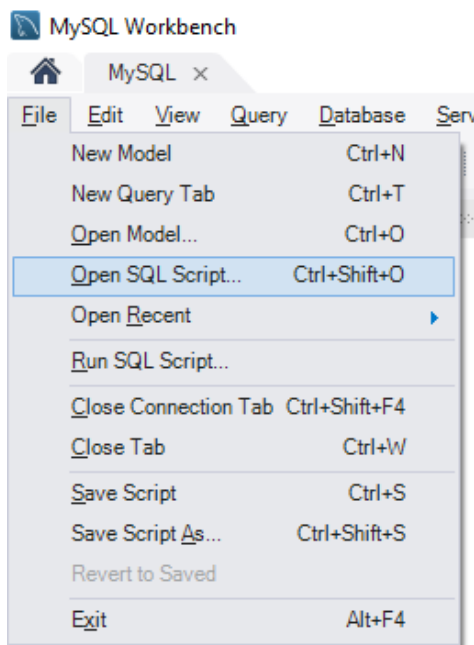 MySQL Workbench
MySQL ×
File Edit View Query Database
New Model Ctrl+N
New Query Tab Ctrl+T
Open Model... Ctrl+O
Open SQL Script... Ctrl+Shift+O
Open Recent
Run SQL Script...
Close Connection Tab Ctrl+Shift+F4
Close Tab Ctrl+W
Save Script Ctrl+S
Save Script As... Ctrl+Shift+S
Revert to Saved
Exit Alt+F4